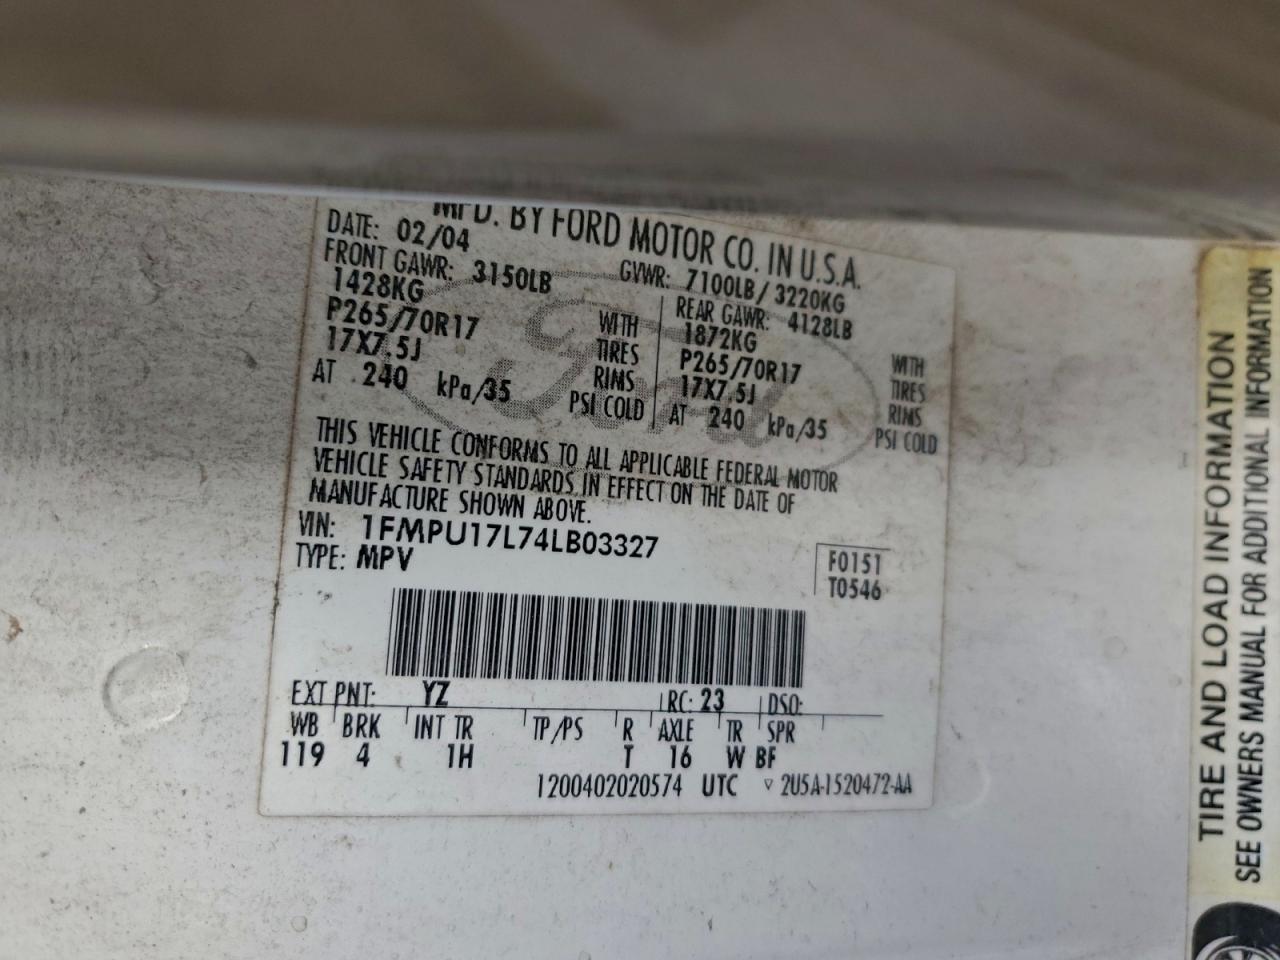 MFD. BY FORD MOTOR CO. IN U.S.A.
DATE: 02/04 GVWR: 7100LB/ 3220KG
FRONT GAWR: 3150LB REAR GAWR: 4128LB
1428KG WITH 1872KG WITH
P265/70R17 TIRES P265/70R17 TIRES
17X7.5J RIMS 17X7.5J RIMS
AT 240 kPa/35 PSI COLD AT 240 kPa/35 PSI COLD
Ford
THIS VEHICLE CONFORMS TO ALL APPLICABLE FEDERAL MOTOR
VEHICLE SAFETY STANDARDS IN EFFECT ON THE DATE OF
MANUFACTURE SHOWN ABOVE.
VIN: 1FMPU17L74LB03327
TYPE: MPV
F0151
T0546
EXT PNT: YZ RC: 23 DSO:
WB BRK INT TR TP/PS R AXLE TR SPR
119 4 1H T 16 W BF
1200402020574 UTC ▽ 2U5A-1520472-AA
TIRE AND LOAD INFORMATION
SEE OWNERS MANUAL FOR ADDITIONAL INFORMATION